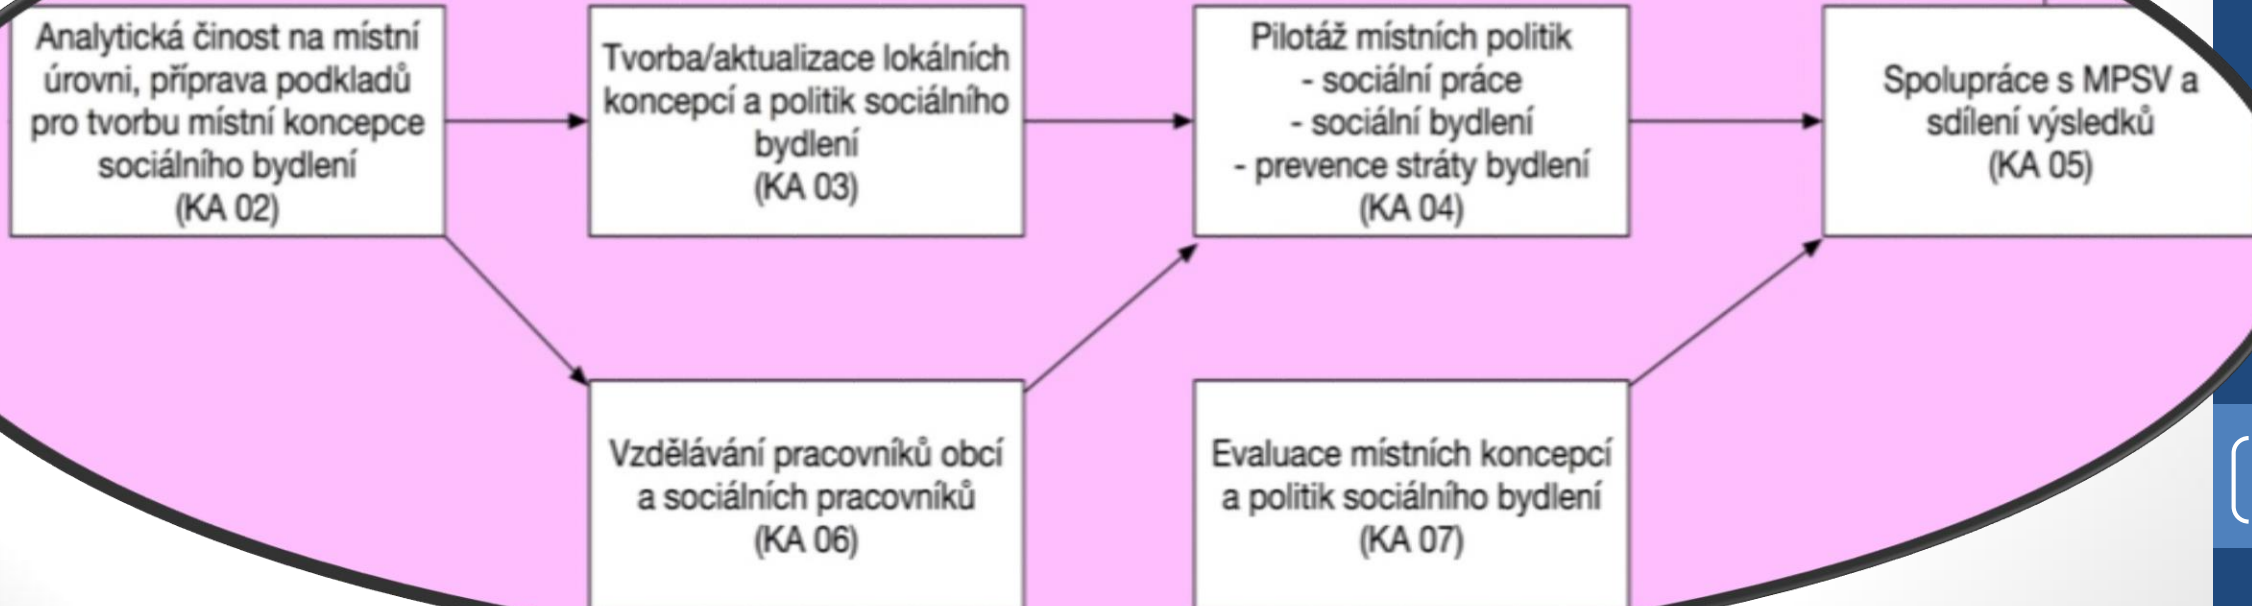 Analytická činost na místní
úrovni, příprava podkladů
pro tvorbu místní koncepce
sociálního bydlení
(KA 02)
Tvorba/aktualizace lokálních
koncepcí a politik sociálního
bydlení
(KA 03)
Pilotáž místních politik
- sociální práce
- sociální bydlení
- prevence stráty bydlení
(KA 04)
Spolupráce s MPSV a
sdílení výsledků
(KA 05)
Vzdělávání pracovníků obcí
a sociálních pracovníků
(KA 06)
Evaluace místních koncepcí
a politik sociálního bydlení
(KA 07)